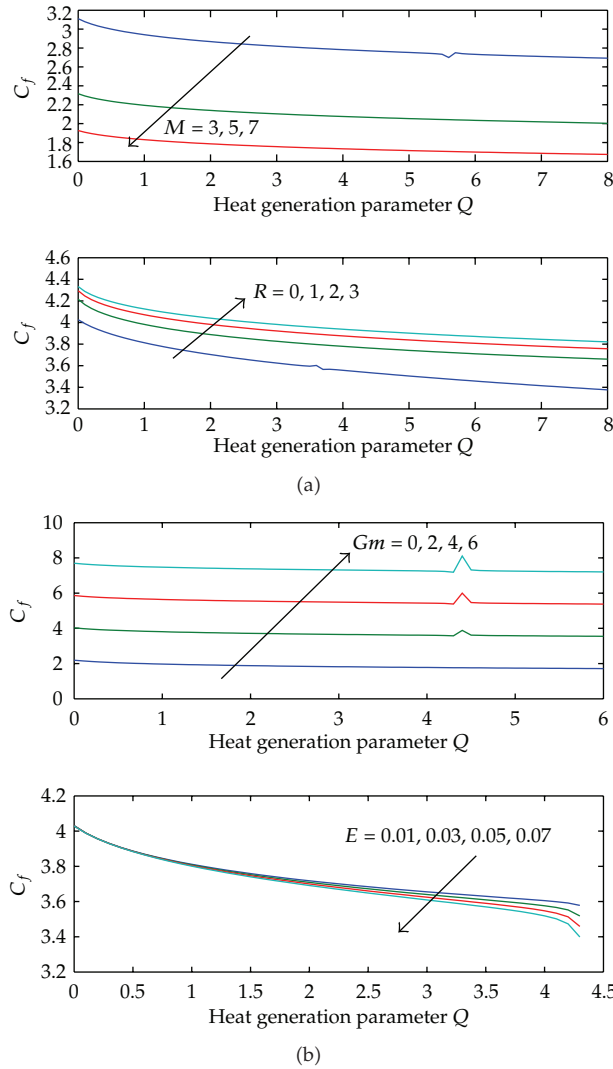 3.2
3
2.8
2.6
2.4
2.2
2
1.8
1.6
C_f
M = 3, 5, 7
0 1 2 3 4 5 6 7 8
Heat generation parameter Q
4.6
4.4
4.2
4
3.8
3.6
3.4
3.2
C_f
R = 0, 1, 2, 3
0 1 2 3 4 5 6 7 8
Heat generation parameter Q
(a)
10
8
6
4
2
0
C_f
Gm = 0, 2, 4, 6
0 1 2 3 4 5 6
Heat generation parameter Q
4.2
4
3.8
3.6
3.4
3.2
C_f
E = 0.01, 0.03, 0.05, 0.07
0 0.5 1 1.5 2 2.5 3 3.5 4 4.5
Heat generation parameter Q
(b)